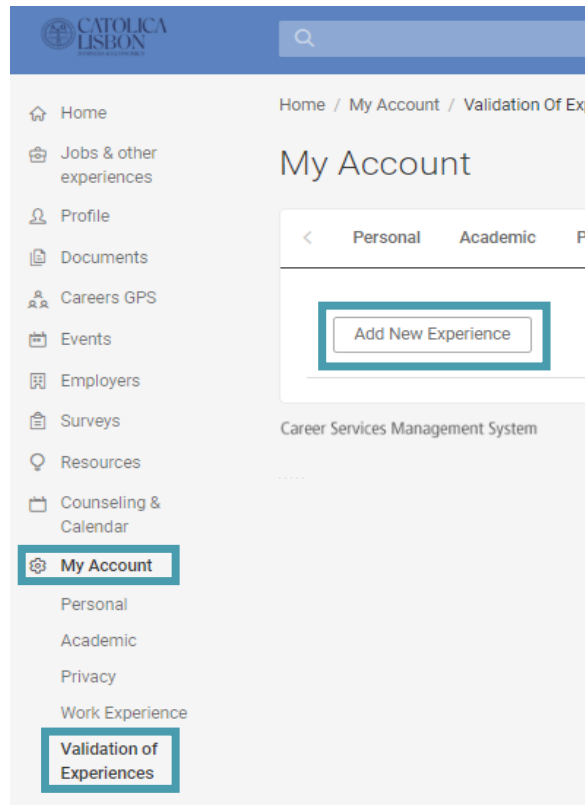 CATOLICA
LISBON
Home / My Account / Validation Of Ex
My Account
Personal Academic P
Add New Experience
Career Services Management System
Home
Jobs & other
experiences
Profile
Documents
Careers GPS
Events
Employers
Surveys
Resources
Counseling &
Calendar
My Account
Personal
Academic
Privacy
Work Experience
Validation of
Experiences